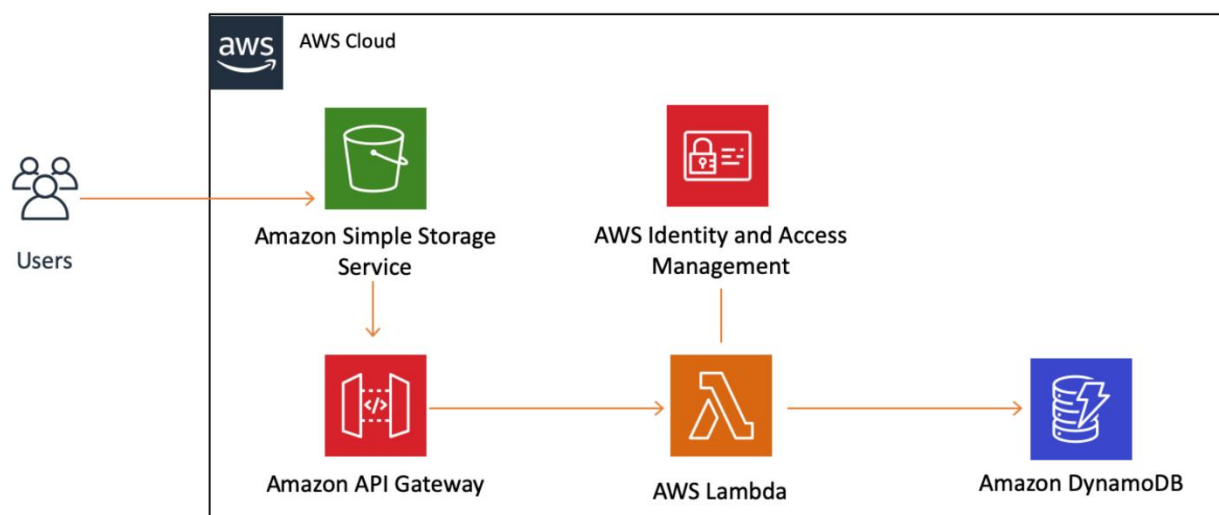 aws
AWS Cloud
Users
Amazon Simple Storage
Service
AWS Identity and Access
Management
</>
Amazon API Gateway
AWS Lambda
Amazon DynamoDB